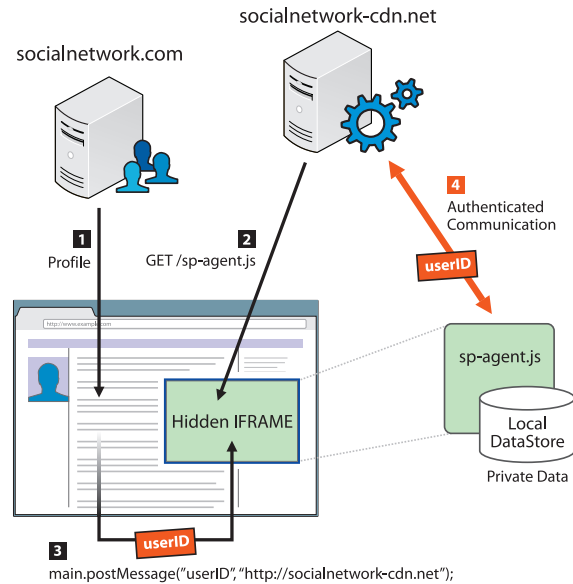 socialnetwork-cdn.net
socialnetwork.com
1
Profile
2
GET /sp-agent.js
4
Authenticated
Communication
userID
http://www.example.com
Hidden IFRAME
sp-agent.js
Local
DataStore
Private Data
userID
3
main.postMessage("userID", "http://socialnetwork-cdn.net");